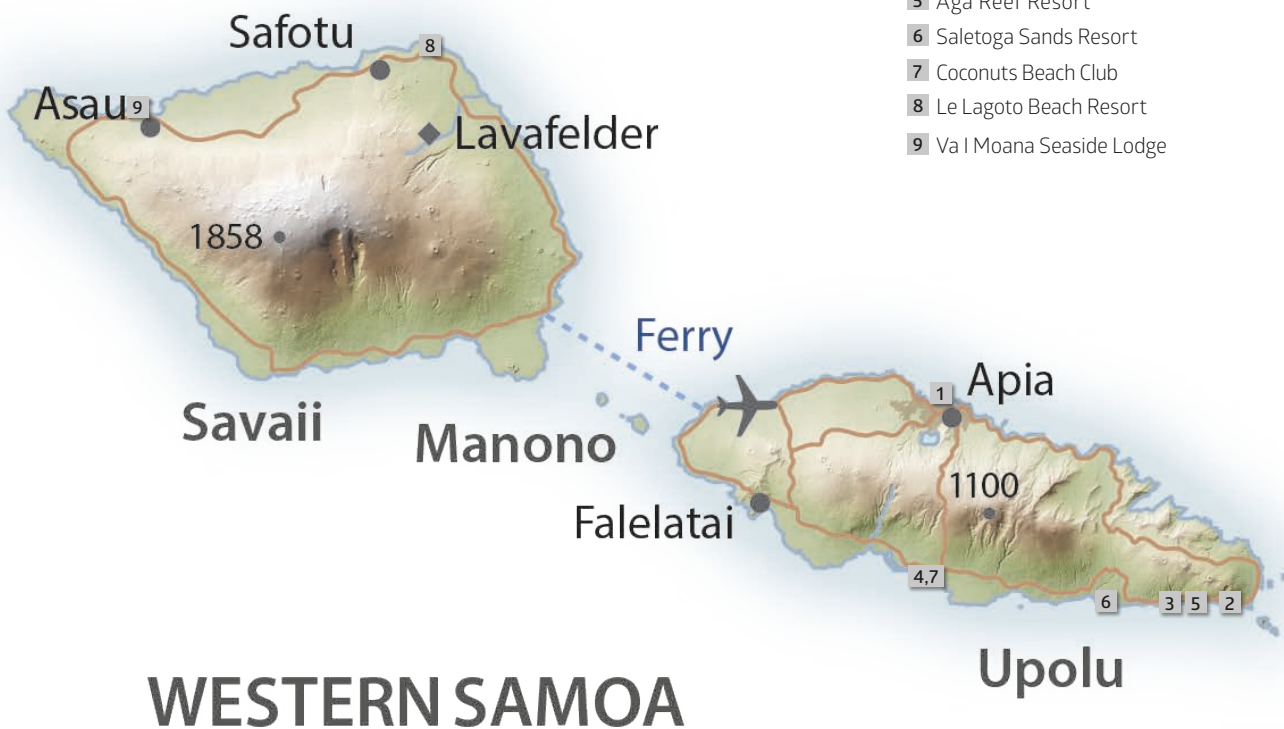 5 Aga Reef Resort
6 Saletoga Sands Resort
7 Coconuts Beach Club
8 Le Lagoto Beach Resort
9 Va I Moana Seaside Lodge
Safotu
8
Asau
9
Lavafelder
1858
Ferry
Savaii
Manono
1
Apia
1100
Falelatai
4,7
6
3
5
2
Upolu
WESTERN SAMOA